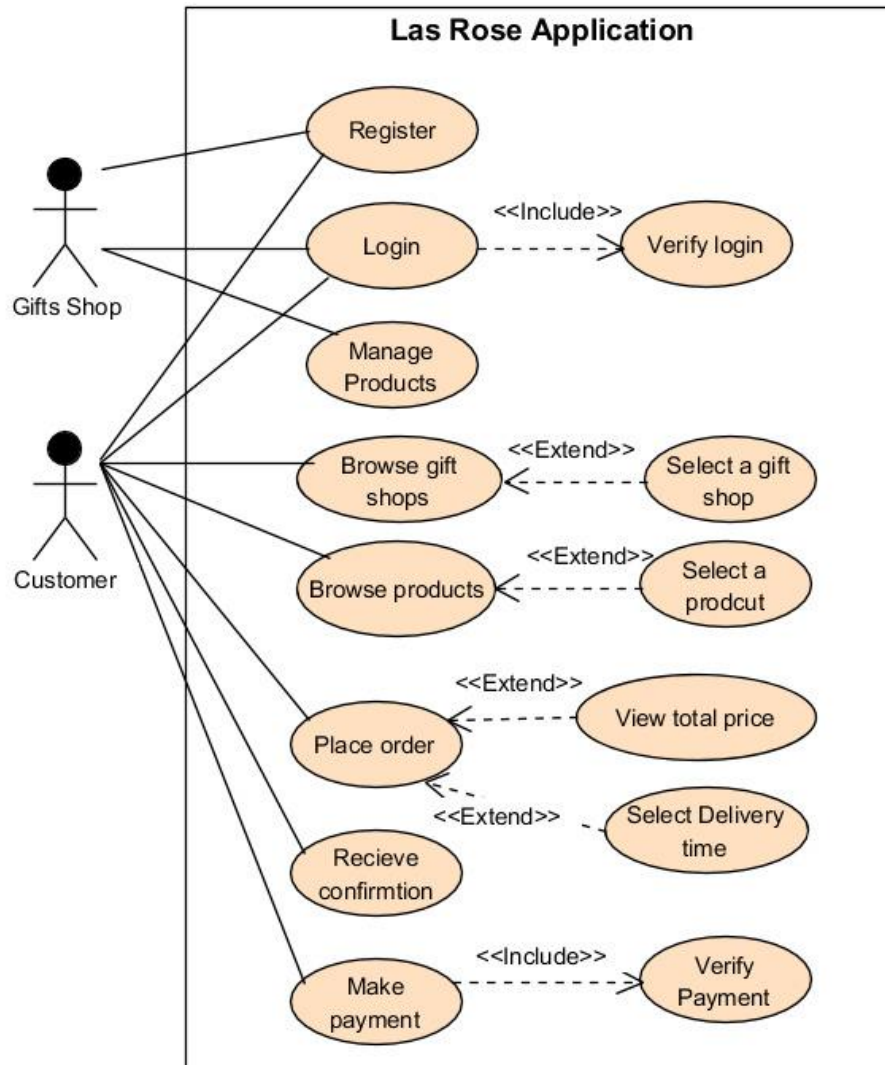 Las Rose Application
Register
Gifts Shop
Login
<<Include>>
Verify login
Manage
Products
Customer
Browse gift
shops
<<Extend>>
Select a gift
shop
Browse products
<<Extend>>
Select a
prodcut
Place order
<<Extend>>
View total price
<<Extend>>
Select Delivery
time
Recieve
confirmtion
Make
payment
<<Include>>
Verify
Payment